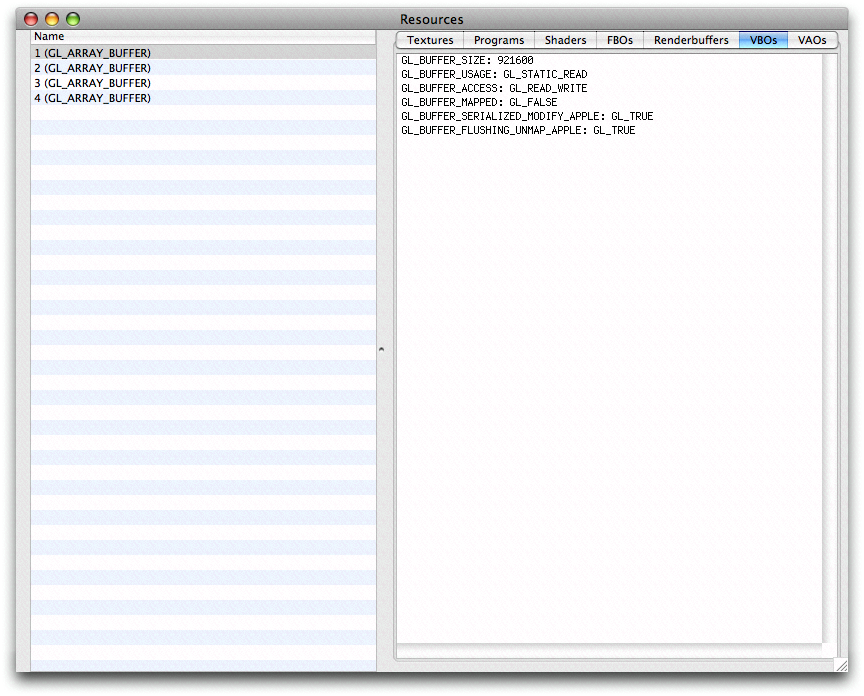 Resources
Name
1 (GL_ARRAY_BUFFER)
2 (GL_ARRAY_BUFFER)
3 (GL_ARRAY_BUFFER)
4 (GL_ARRAY_BUFFER)
Textures Programs Shaders FBOs Renderbuffers VBOs VAOs
GL_BUFFER_SIZE: 921600
GL_BUFFER_USAGE: GL_STATIC_READ
GL_BUFFER_ACCESS: GL_READ_WRITE
GL_BUFFER_MAPPED: GL_FALSE
GL_BUFFER_SERIALIZED_MODIFY_APPLE: GL_TRUE
GL_BUFFER_FLUSHING_UNMAP_APPLE: GL_TRUE